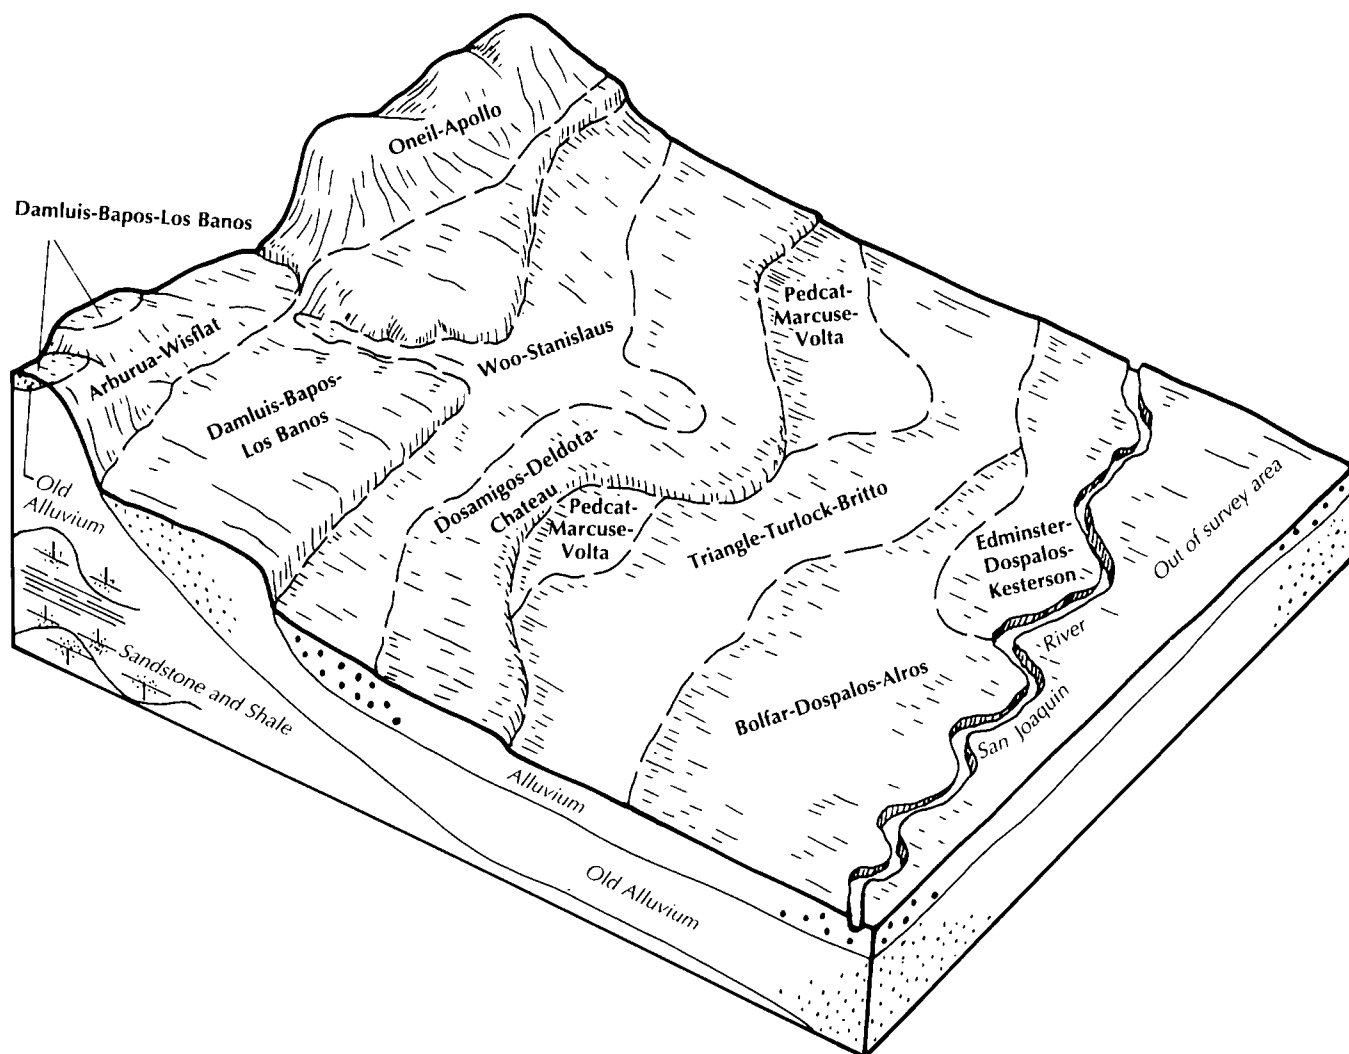 Oneil-Apollo
Damluis-Bapos-Los Banos
Arburua-Wisflat
Pedcat-
Marcuse-
Volta
Woo-Stanislaus
Damluis-Bapos-
Los Banos
Dosamigos-Deldota-
Chateau
Pedcat-
Marcuse-
Volta
Triangle-Turlock-Britto
Edminster-
Dospalos-
Kesterson
Out of survey area
Old
Alluvium
Sandstone and Shale
Bolfar-Dospalos-Alros
San Joaquin River
Alluvium
Old Alluvium